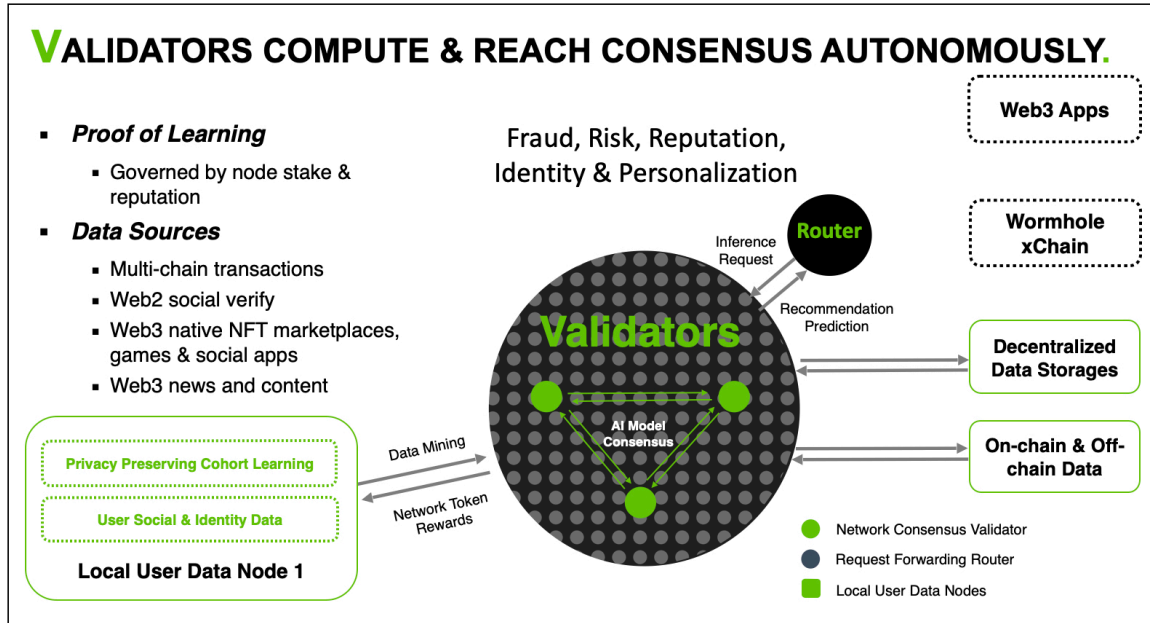 VALIDATORS COMPUTE & REACH CONSENSUS AUTONOMOUSLY.
▪ Proof of Learning
▪ Governed by node stake &
reputation
▪ Data Sources
▪ Multi-chain transactions
▪ Web2 social verify
▪ Web3 native NFT marketplaces,
games & social apps
▪ Web3 news and content
Fraud, Risk, Reputation,
Identity & Personalization
Web3 Apps
Wormhole
xChain
Router
Inference
Request
Recommendation
Prediction
Validators
AI Model
Consensus
Decentralized
Data Storages
On-chain & Off-
chain Data
Data Mining
Network Token
Rewards
Privacy Preserving Cohort Learning
User Social & Identity Data
Local User Data Node 1
Network Consensus Validator
Request Forwarding Router
Local User Data Nodes